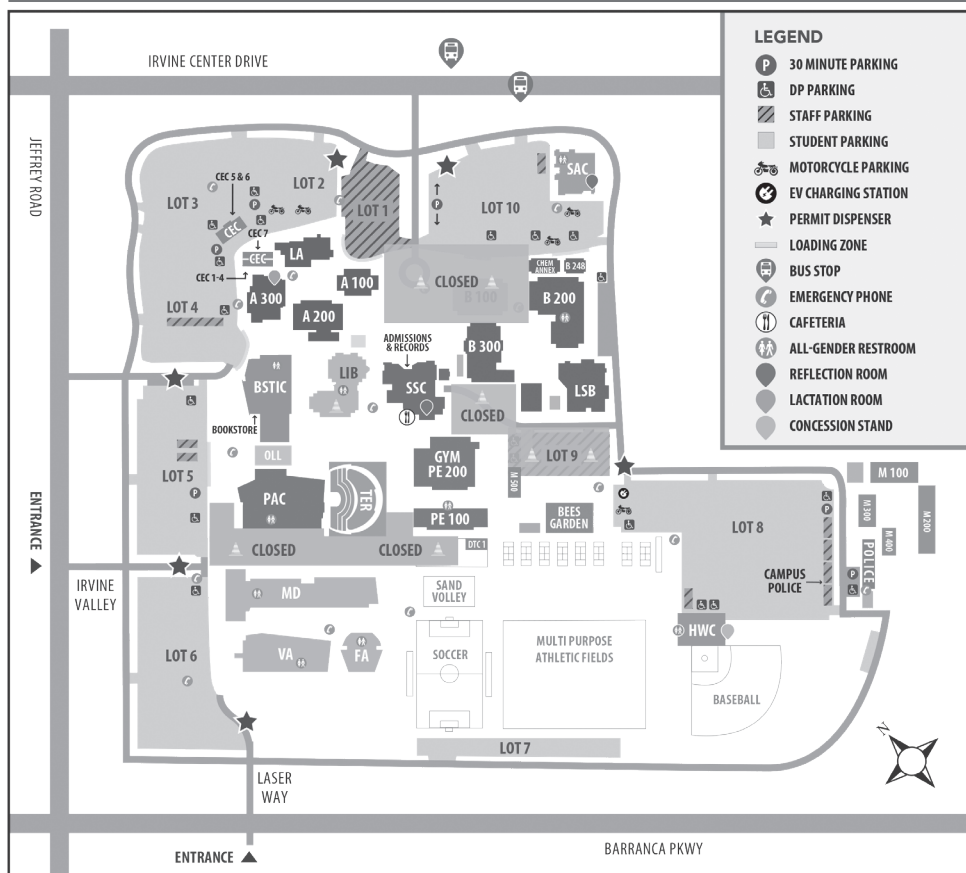 IRVINE CENTER DRIVE
JEFFREY ROAD
LEGEND
P 30 MINUTE PARKING
DP PARKING
STAFF PARKING
STUDENT PARKING
MOTORCYCLE PARKING
EV CHARGING STATION
PERMIT DISPENSER
LOADING ZONE
BUS STOP
EMERGENCY PHONE
CAFETERIA
ALL-GENDER RESTROOM
REFLECTION ROOM
LACTATION ROOM
CONCESSION STAND
CEC 5 & 6
LOT 2
LOT 3
CEC
P
CEC 7
CEC
CEC 1-4
P
LOT 1
P
LOT 10
SAC
LA
A 300
A 100
A 200
LOT 4
CLOSED
B 100
CHEM
ANNEX
B 248
B 200
B 300
ADMISSIONS
& RECORDS
SSC
LIB
BSTIC
BOOKSTORE
LSB
CLOSED
OLL
LOT 5
P
PAC
TER
GYM
PE 200
M 500
LOT 9
PE 100
BEES
GARDEN
DTC 1
CLOSED
CLOSED
ENTRANCE
IRVINE
VALLEY
LOT 8
P
M 100
M 200
M 300
M 400
POLICE
P
CAMPUS
POLICE
MD
SAND
VOLLEY
VA
FA
LOT 6
SOCCER
MULTI PURPOSE
ATHLETIC FIELDS
HWC
BASEBALL
LOT 7
N
LASER
WAY
ENTRANCE
BARRANCA PKWY